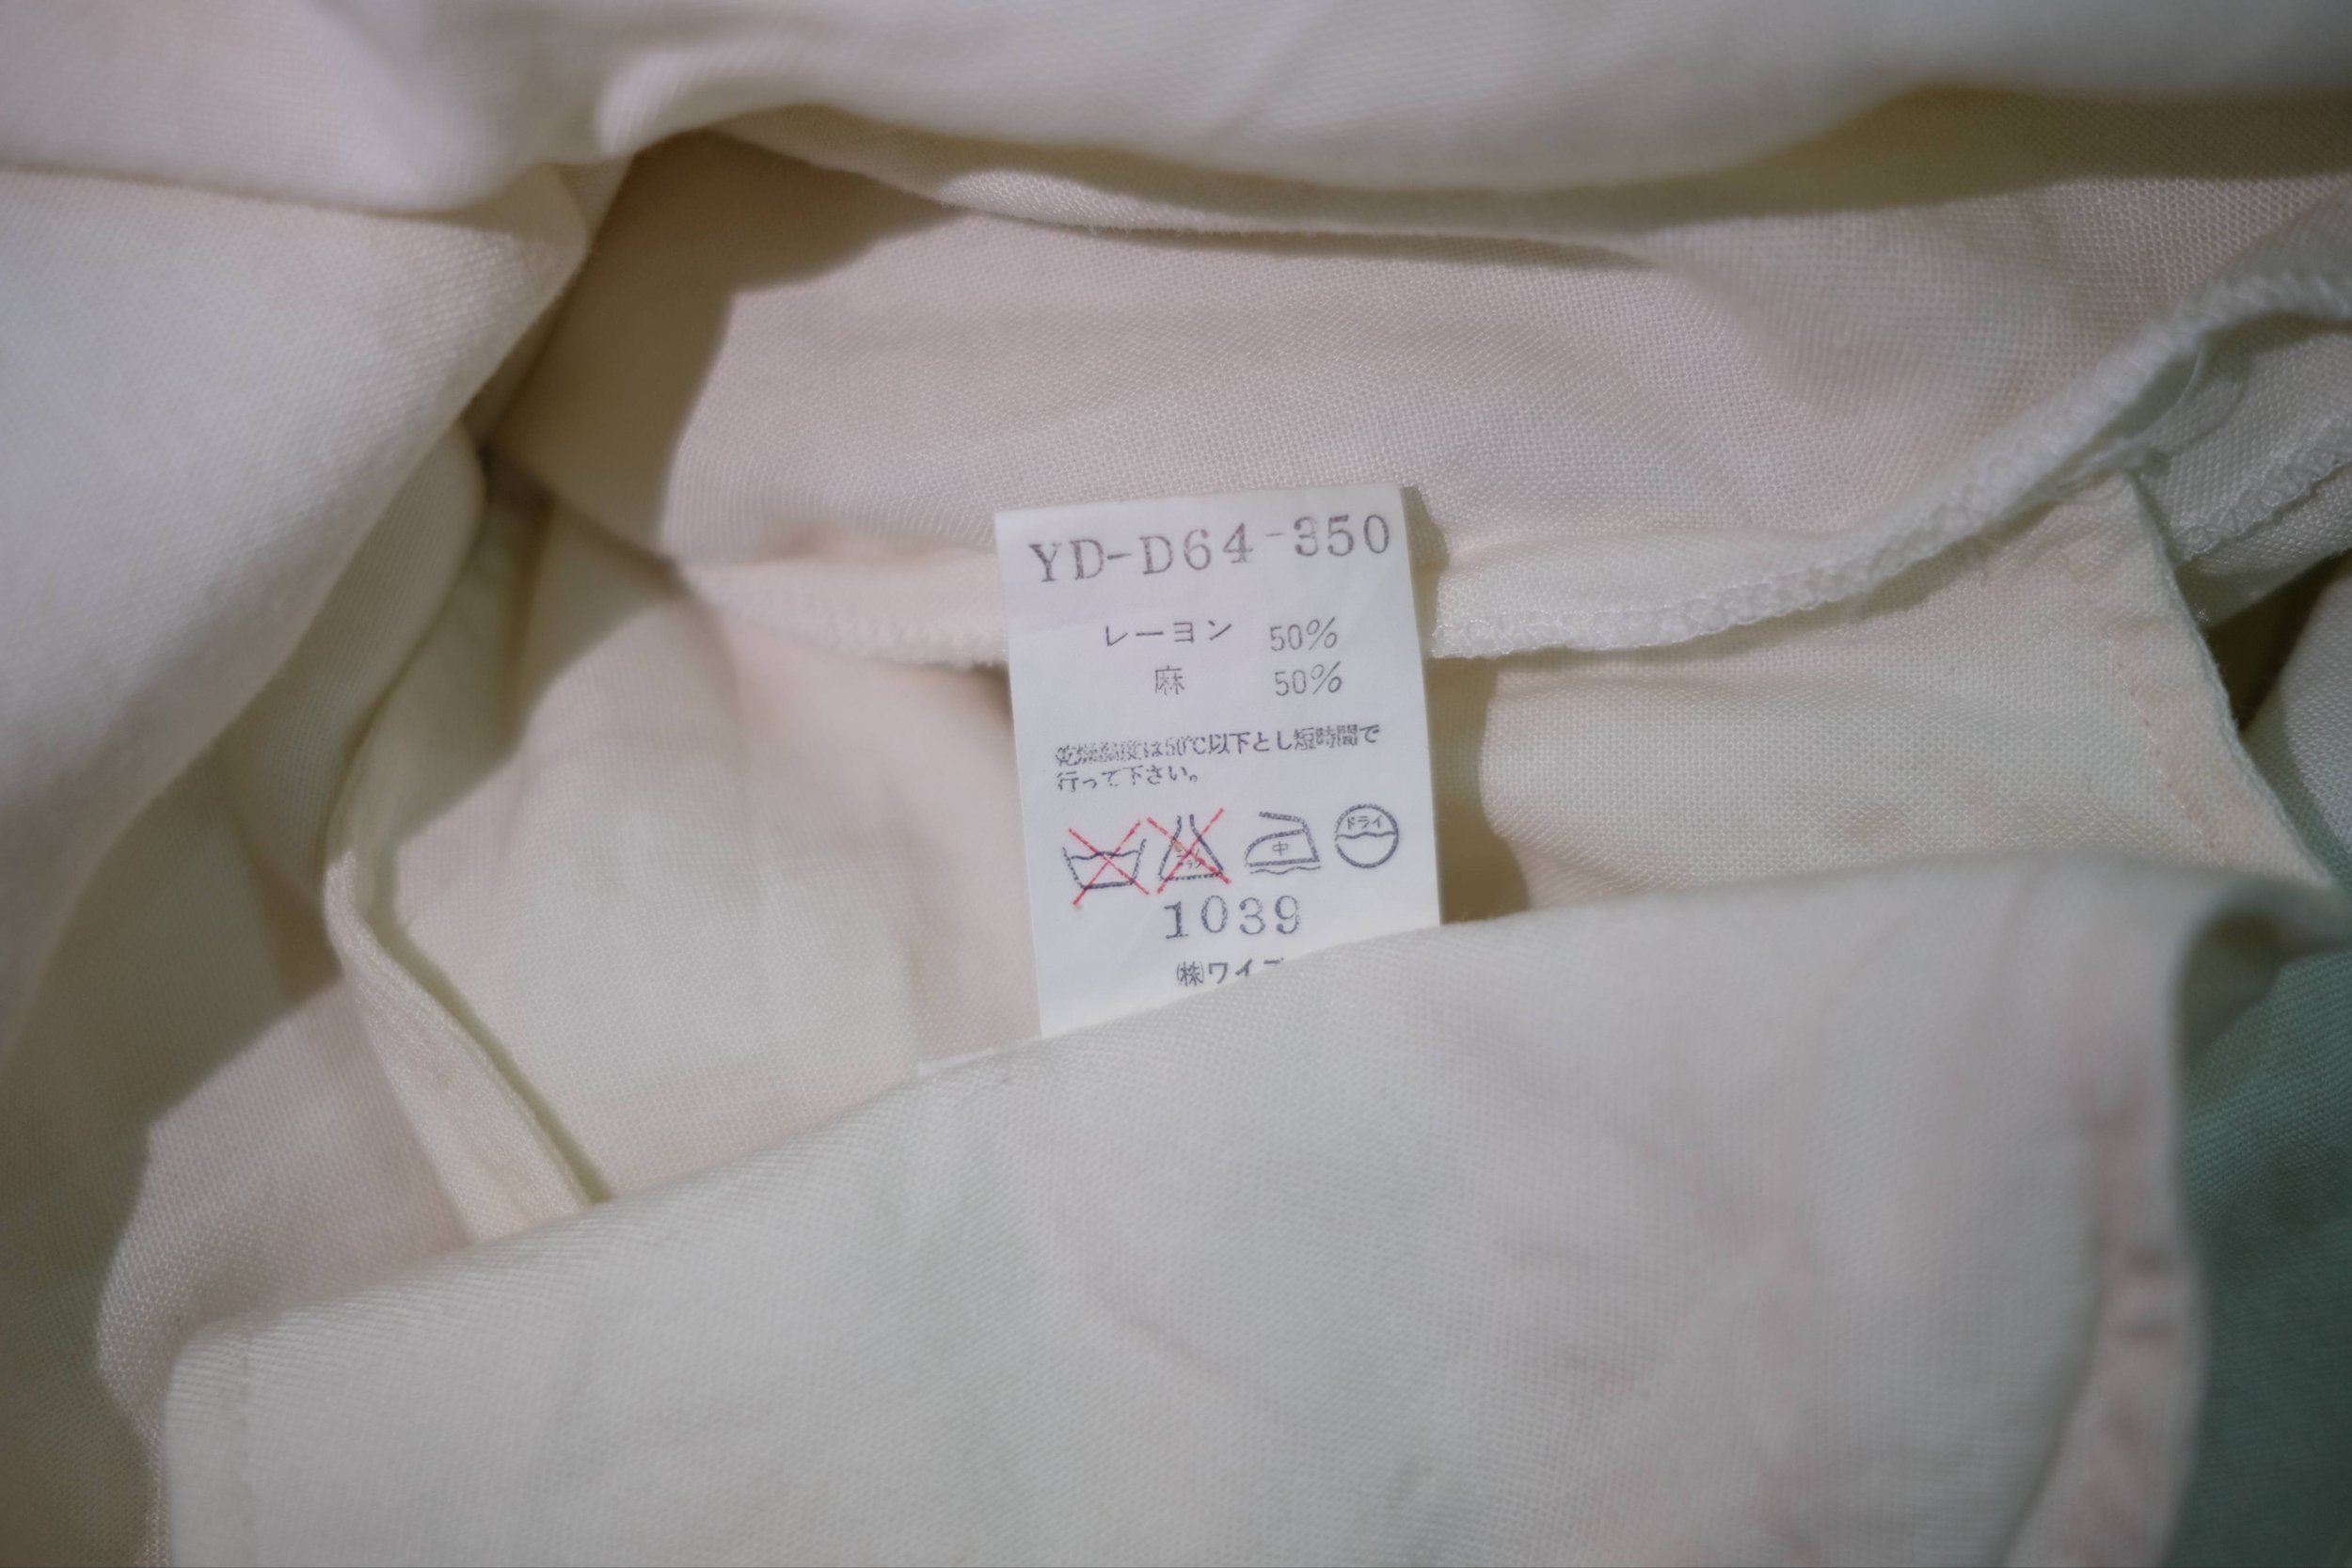 YD-D64-350
レーヨン 50%
麻 50%
乾燥温度は50℃以下とし短時間で
行って下さい。
中 ドライ
1039
㈱ワイズ